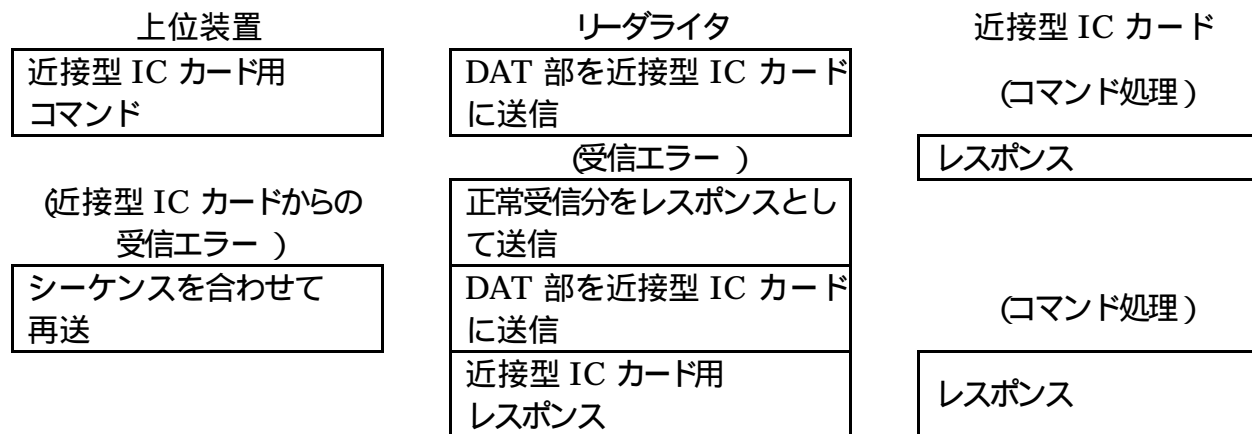 上位装置 リーダライタ 近接型 IC カード
近接型 IC カード用
コマンド
DAT 部を近接型 IC カード
に送信
(コマンド処理)
(受信エラー )
レスポンス
(近接型 IC カードからの
受信エラー )
正常受信分をレスポンスとし
て送信
シーケンスを合わせて
再送
DAT 部を近接型 IC カード
に送信
(コマンド処理)
近接型 IC カード用
レスポンス
レスポンス